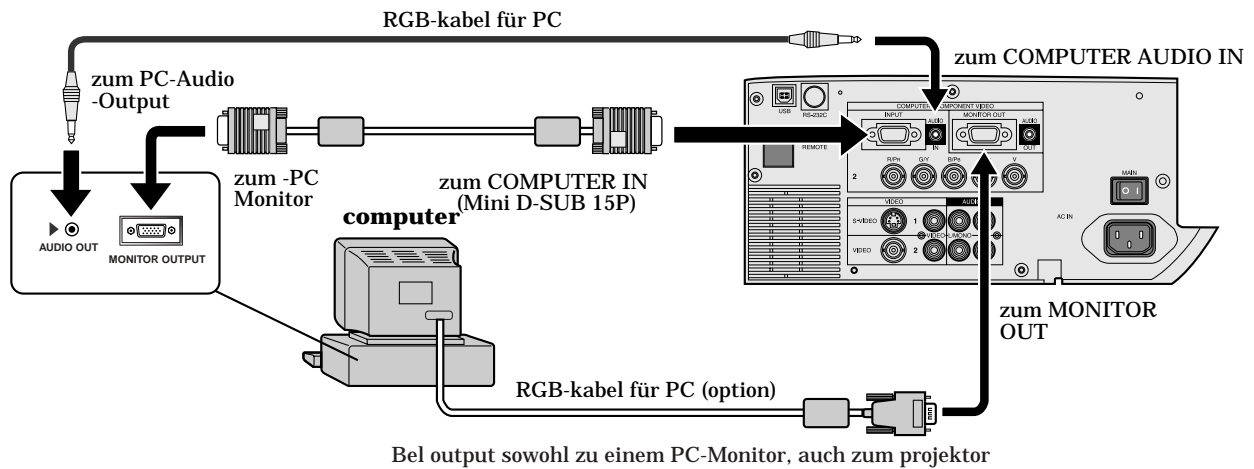 RGB-kabel für PC
zum COMPUTER AUDIO IN
zum PC-Audio
-Output
USB
RS-232C
COMPUTER COMPONENT VIDEO
INPUT
AUDIO
IN
MONITOR OUT
AUDIO
OUT
REMOTE
R/PR
G/Y
B/PB
V
2
zum -PC
Monitor
zum COMPUTER IN
(Mini D-SUB 15P)
MAIN
AC IN
VIDEO
AUDIO
S-VIDEO
1
VIDEO
L/MONO
VIDEO
2
computer
AUDIO OUT
MONITOR OUTPUT
zum MONITOR
OUT
RGB-kabel für PC (option)
Bel output sowohl zu einem PC-Monitor, auch zum projektor